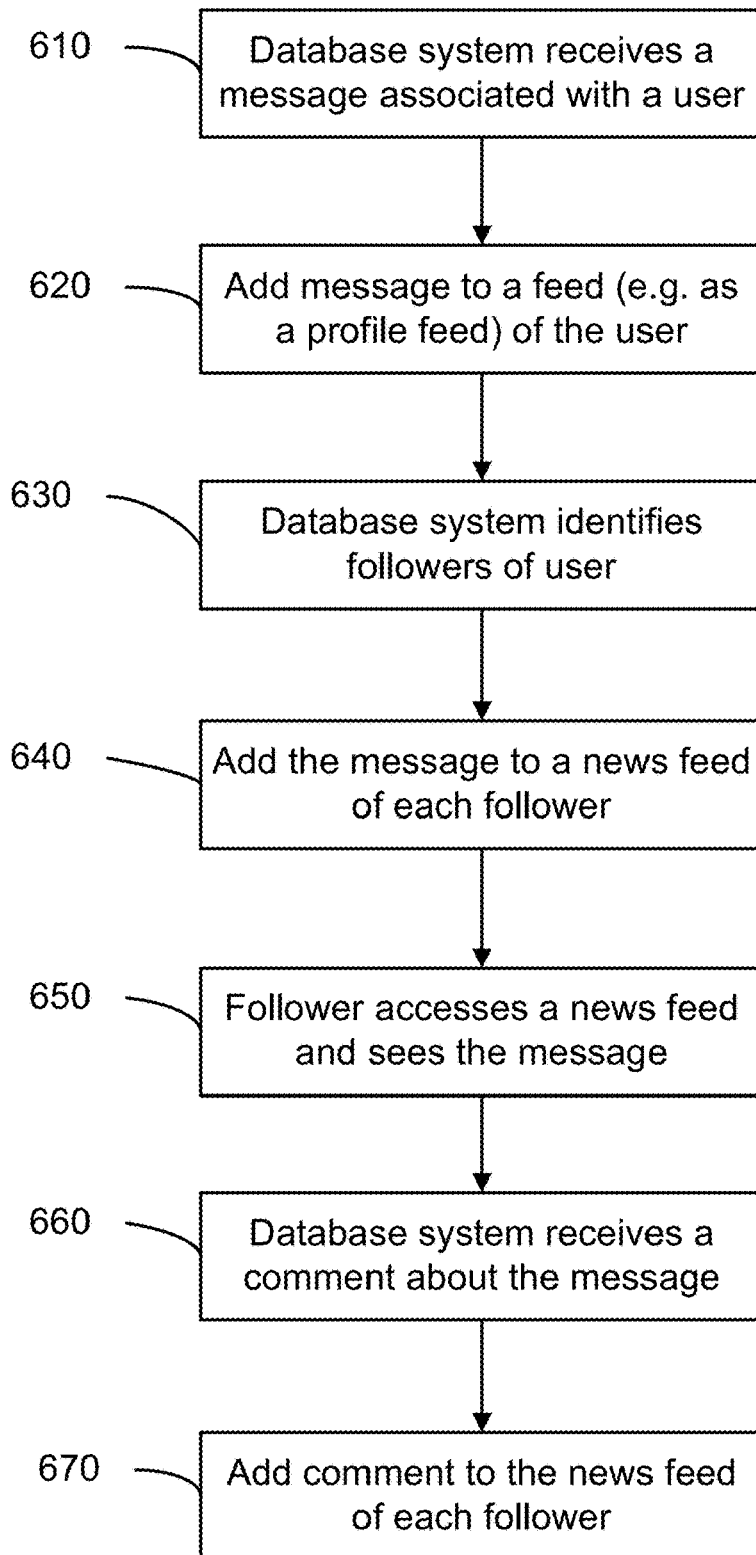 610
Database system receives a
message associated with a user
620
Add message to a feed (e.g. as
a profile feed) of the user
630
Database system identifies
followers of user
640
Add the message to a news feed
of each follower
650
Follower accesses a news feed
and sees the message
660
Database system receives a
comment about the message
670
Add comment to the news feed
of each follower